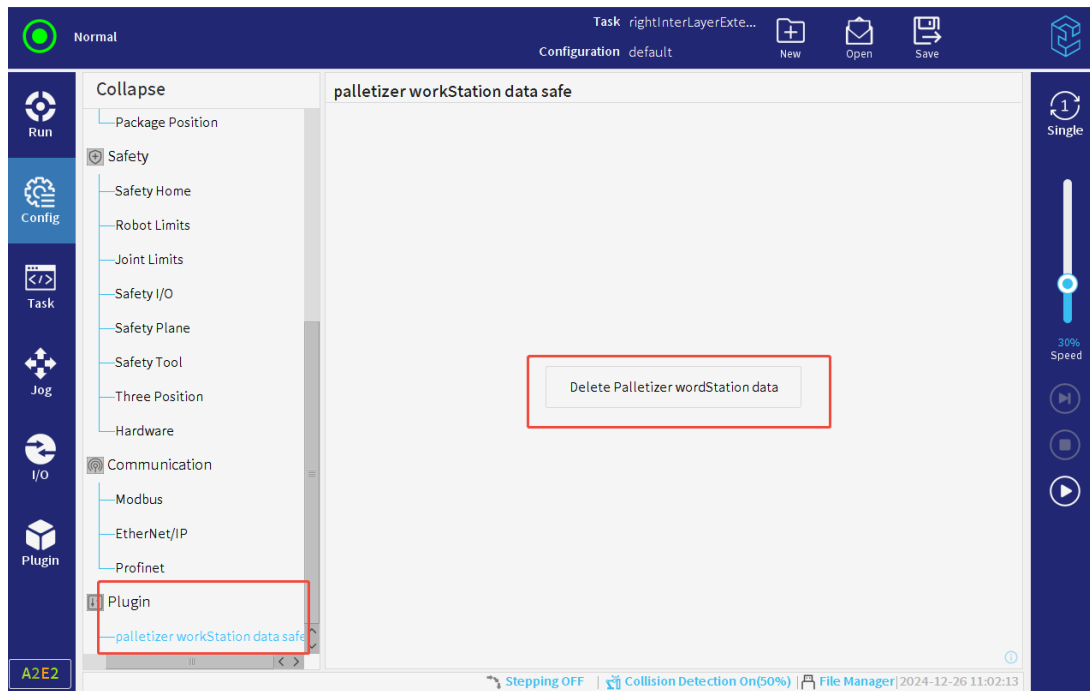 Normal
Task rightInterLayerExte...
Configuration default
New
Open
Save
Run
Config
Task
Jog
I/O
Plugin
A2E2
Collapse
Package Position
Safety
Safety Home
Robot Limits
Joint Limits
Safety I/O
Safety Plane
Safety Tool
Three Position
Hardware
Communication
Modbus
EtherNet/IP
Profinet
Plugin
palletizer workStation data safe
palletizer workStation data safe
Delete Palletizer wordStation data
1
Single
30%
Speed
Stepping OFF | Collision Detection On(50%) | File Manager|2024-12-26 11:02:13